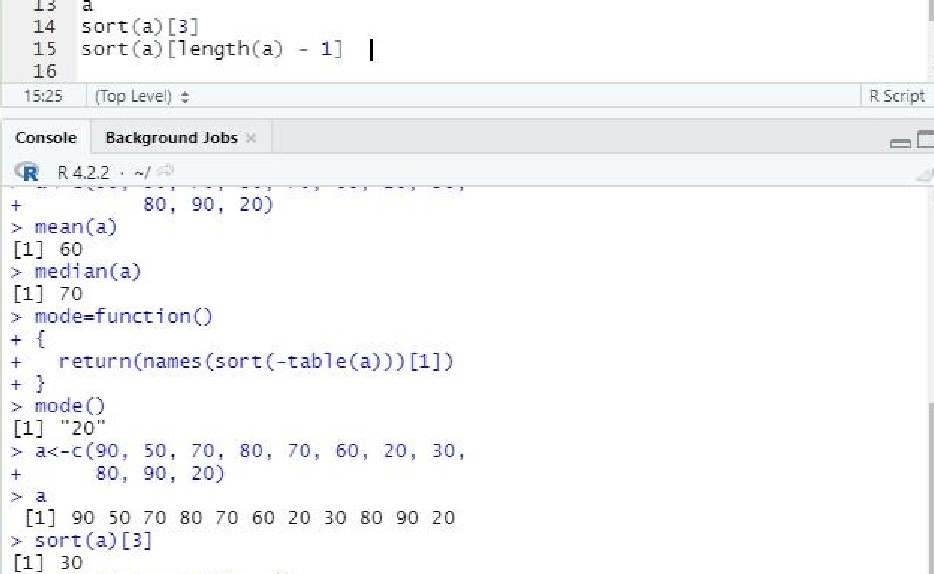 13 a
14 sort(a)[3]
15 sort(a)[length(a) - 1]
16
15:25 (Top Level) R Script
Console Background Jobs ×
R R 4.2.2 · ~/
+ 80, 90, 20)
> mean(a)
[1] 60
> median(a)
[1] 70
> mode=function()
+ {
+ return(names(sort(-table(a)))[1])
+ }
> mode()
[1] "20"
> a<-c(90, 50, 70, 80, 70, 60, 20, 30,
+ 80, 90, 20)
> a
[1] 90 50 70 80 70 60 20 30 80 90 20
> sort(a)[3]
[1] 30